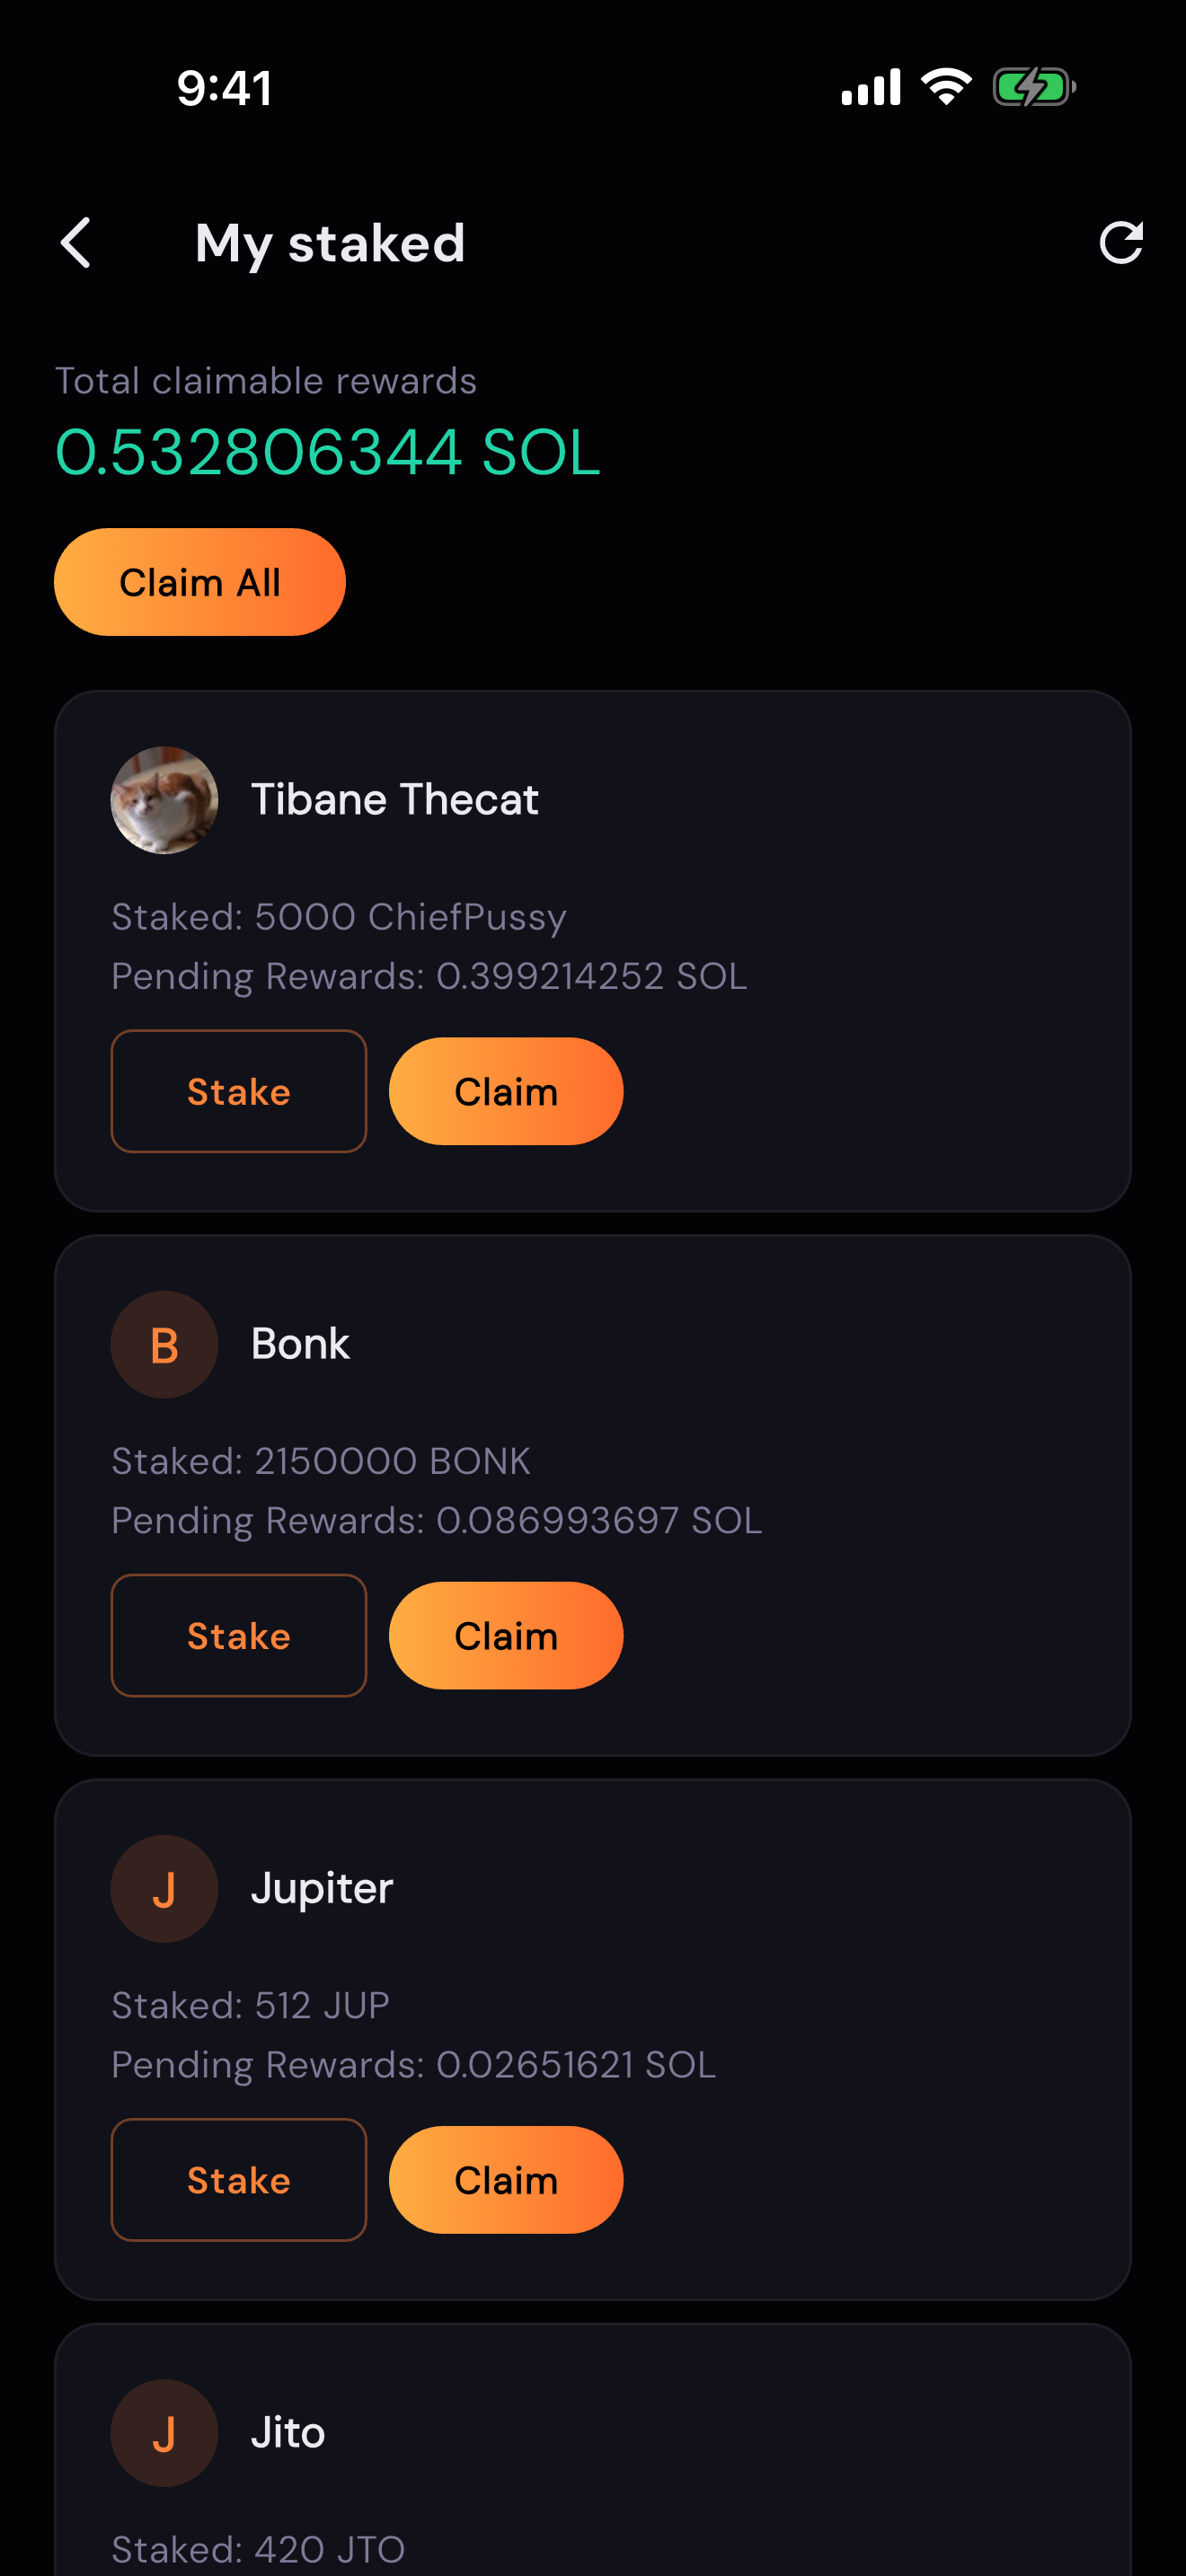 9:41
My staked
Total claimable rewards
0.532806344 SOL
Claim All
Tibane Thecat
Staked: 5000 ChiefPussy
Pending Rewards: 0.399214252 SOL
Stake Claim
B Bonk
Staked: 2150000 BONK
Pending Rewards: 0.086993697 SOL
Stake Claim
J Jupiter
Staked: 512 JUP
Pending Rewards: 0.02651621 SOL
Stake Claim
J Jito
Staked: 420 JTO